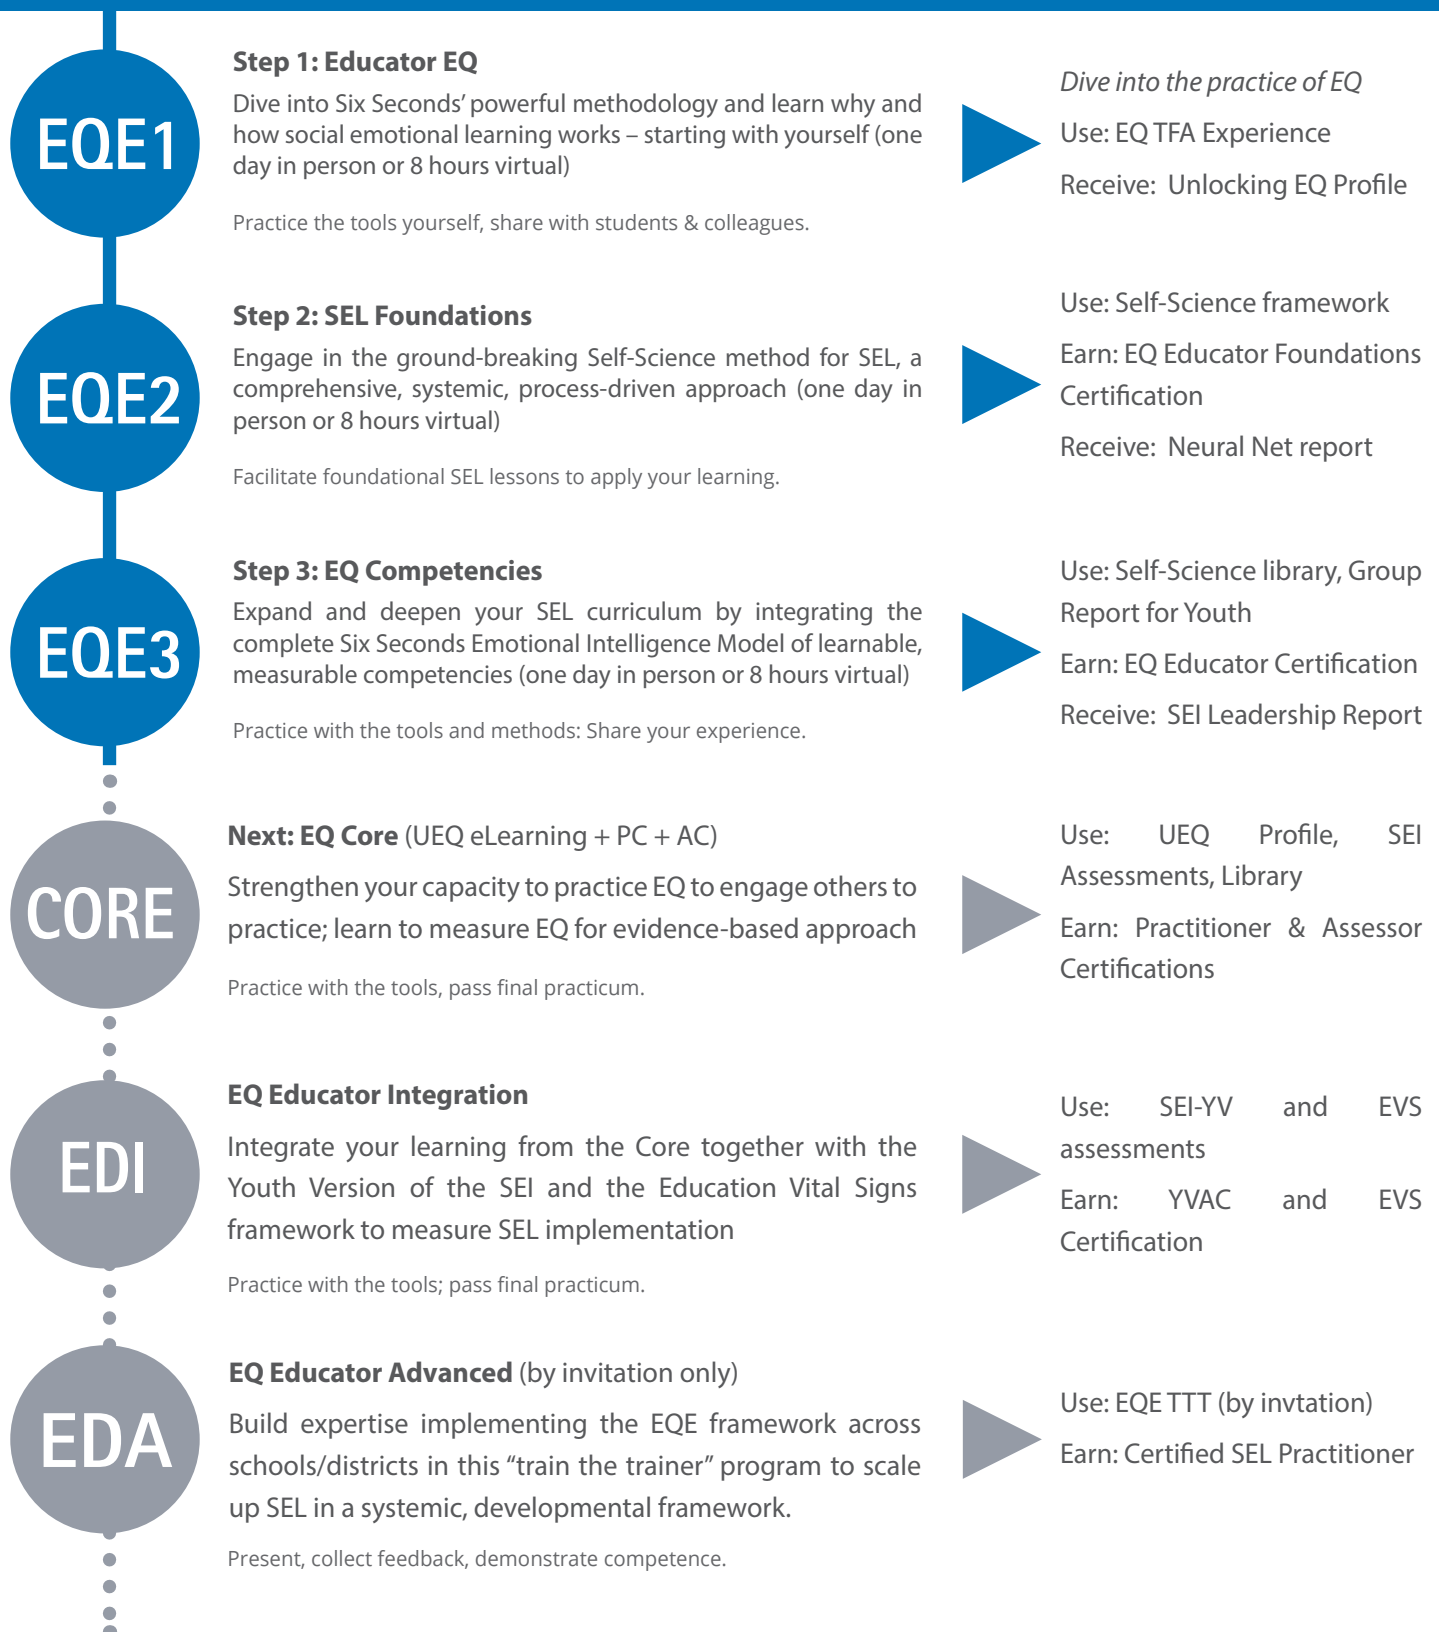 EQE1
Step 1: Educator EQ
Dive into Six Seconds’ powerful methodology and learn why and
how social emotional learning works – starting with yourself (one
day in person or 8 hours virtual)
Practice the tools yourself, share with students & colleagues.
Dive into the practice of EQ
Use: EQ TFA Experience
Receive: Unlocking EQ Profile
EQE2
Step 2: SEL Foundations
Engage in the ground-breaking Self-Science method for SEL, a
comprehensive, systemic, process-driven approach (one day in
person or 8 hours virtual)
Facilitate foundational SEL lessons to apply your learning.
Use: Self-Science framework
Earn: EQ Educator Foundations
Certification
Receive: Neural Net report
EQE3
Step 3: EQ Competencies
Expand and deepen your SEL curriculum by integrating the
complete Six Seconds Emotional Intelligence Model of learnable,
measurable competencies (one day in person or 8 hours virtual)
Practice with the tools and methods: Share your experience.
Use: Self-Science library, Group
Report for Youth
Earn: EQ Educator Certification
Receive: SEI Leadership Report
CORE
Next: EQ Core (UEQ eLearning + PC + AC)
Strengthen your capacity to practice EQ to engage others to
practice; learn to measure EQ for evidence-based approach
Practice with the tools, pass final practicum.
Use: UEQ Profile, SEI
Assessments, Library
Earn: Practitioner & Assessor
Certifications
EDI
EQ Educator Integration
Integrate your learning from the Core together with the
Youth Version of the SEI and the Education Vital Signs
framework to measure SEL implementation
Practice with the tools; pass final practicum.
Use: SEI-YV and EVS
assessments
Earn: YVAC and EVS
Certification
EDA
EQ Educator Advanced (by invitation only)
Build expertise implementing the EQE framework across
schools/districts in this “train the trainer” program to scale
up SEL in a systemic, developmental framework.
Present, collect feedback, demonstrate competence.
Use: EQE TTT (by invtation)
Earn: Certified SEL Practitioner